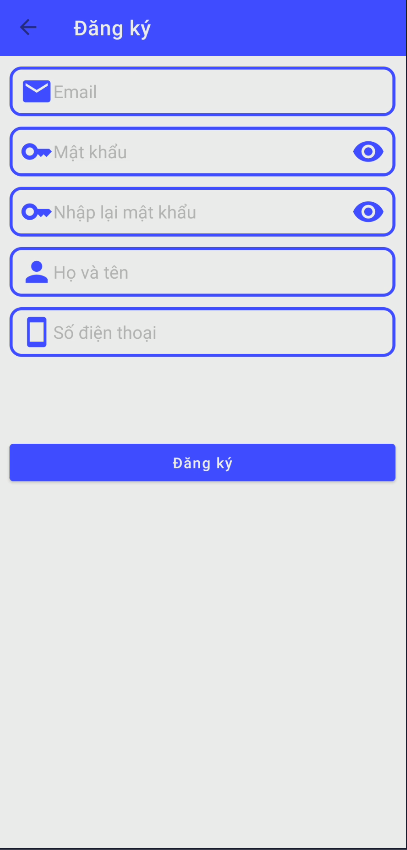 Đăng ký
Email
Mật khẩu
Nhập lại mật khẩu
Họ và tên
Số điện thoại
Đăng ký